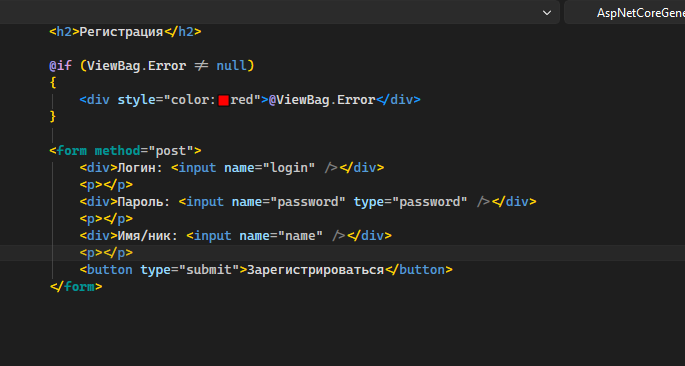 AspNetCoreGene
<h2>Регистрация</h2>
@if (ViewBag.Error ≠ null)
{
<div style="color:red">@ViewBag.Error</div>
}
<form method="post">
<div>Логин: <input name="login" /></div>
<p></p>
<div>Пароль: <input name="password" type="password" /></div>
<p></p>
<div>Имя/ник: <input name="name" /></div>
<p></p>
<button type="submit">Зарегистрироваться</button>
</form>